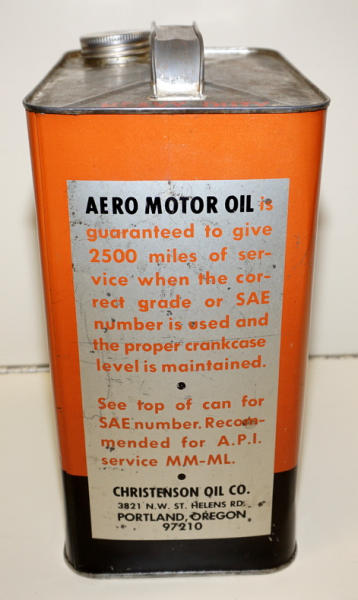 AERO MOTOR OIL is
guaranteed to give
2500 miles of ser-
vice when the cor-
rect grade or SAE
number is used and
the proper crankcase
level is maintained.
See top of can for
SAE number. Recom-
mended for A.P.I.
service MM-ML.
CHRISTENSON OIL CO.
3821 N.W. ST. HELENS RD.
PORTLAND, OREGON
97210